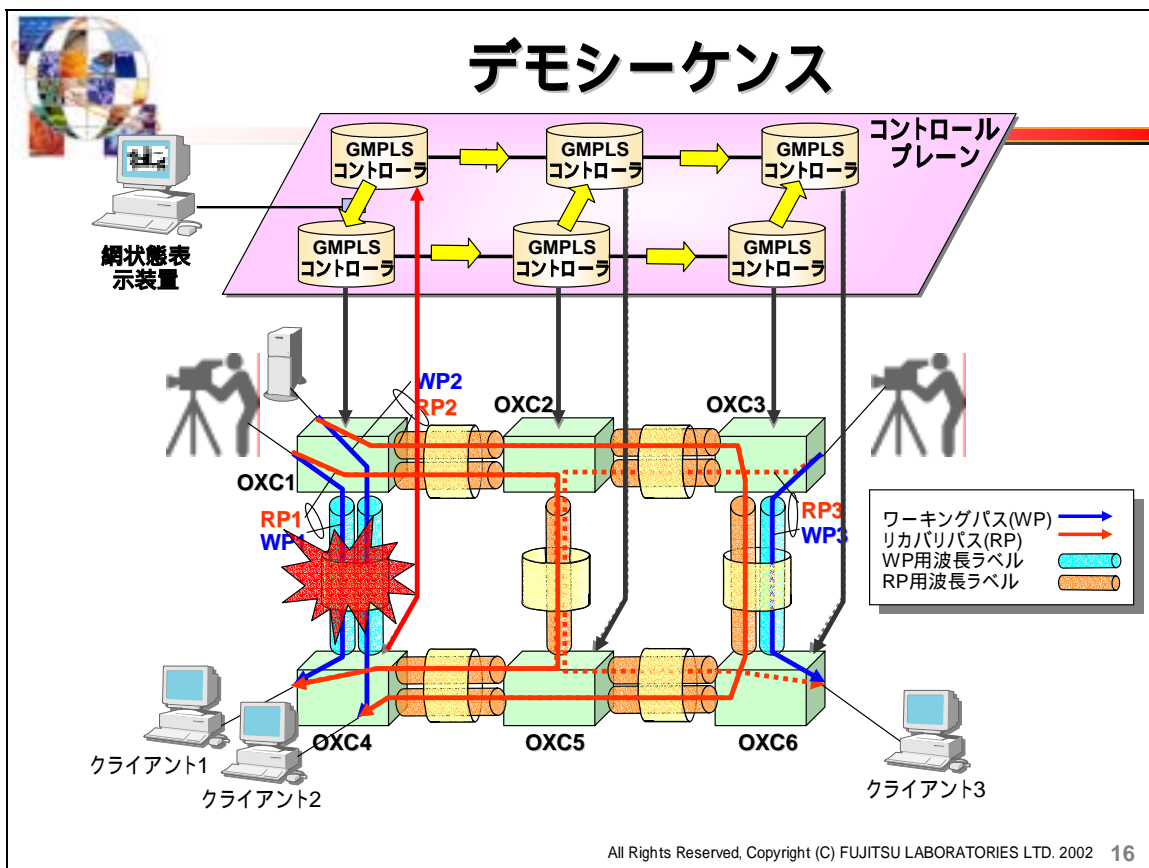 デモシーケンス
コントロール
プレーン
GMPLS
コントローラ
GMPLS
コントローラ
GMPLS
コントローラ
GMPLS
コントローラ
GMPLS
コントローラ
GMPLS
コントローラ
網状態表
示装置
WP2
RP2
OXC1
OXC2
OXC3
RP1
WP1
RP3
WP3
ワーキングパス(WP)
リカバリパス(RP)
WP用波長ラベル
RP用波長ラベル
OXC4
OXC5
OXC6
クライアント1
クライアント2
クライアント3
All Rights Reserved, Copyright (C) FUJITSU LABORATORIES LTD. 2002 16